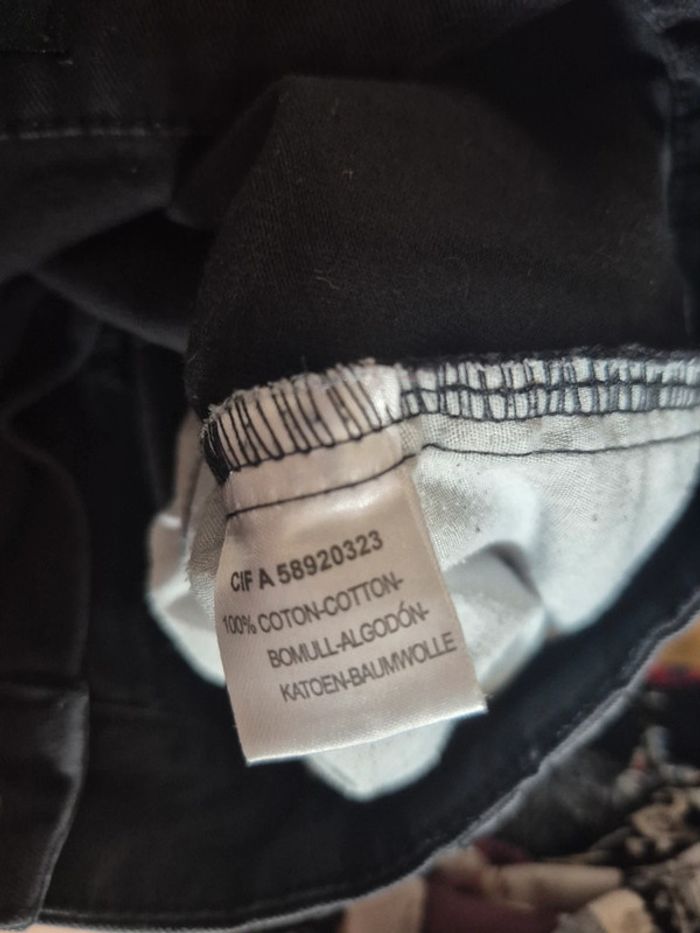 CIF A 58920323
100% COTON-COTTON-
BOMULL-ALGODÓN-
KATOEN-BAUMWOLLE